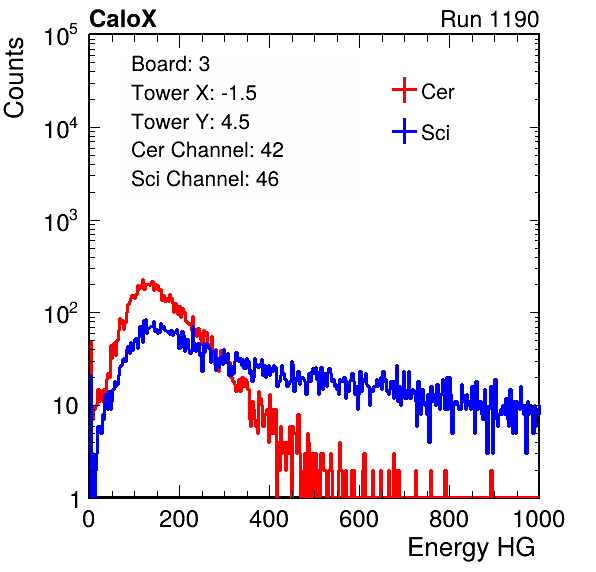 CaloX
Run 1190
Counts
Board: 3
Tower X: -1.5
Tower Y: 4.5
Cer Channel: 42
Sci Channel: 46
Cer
Sci
10^5
10^4
10^3
10^2
10
1
0 200 400 600 800 1000
Energy HG